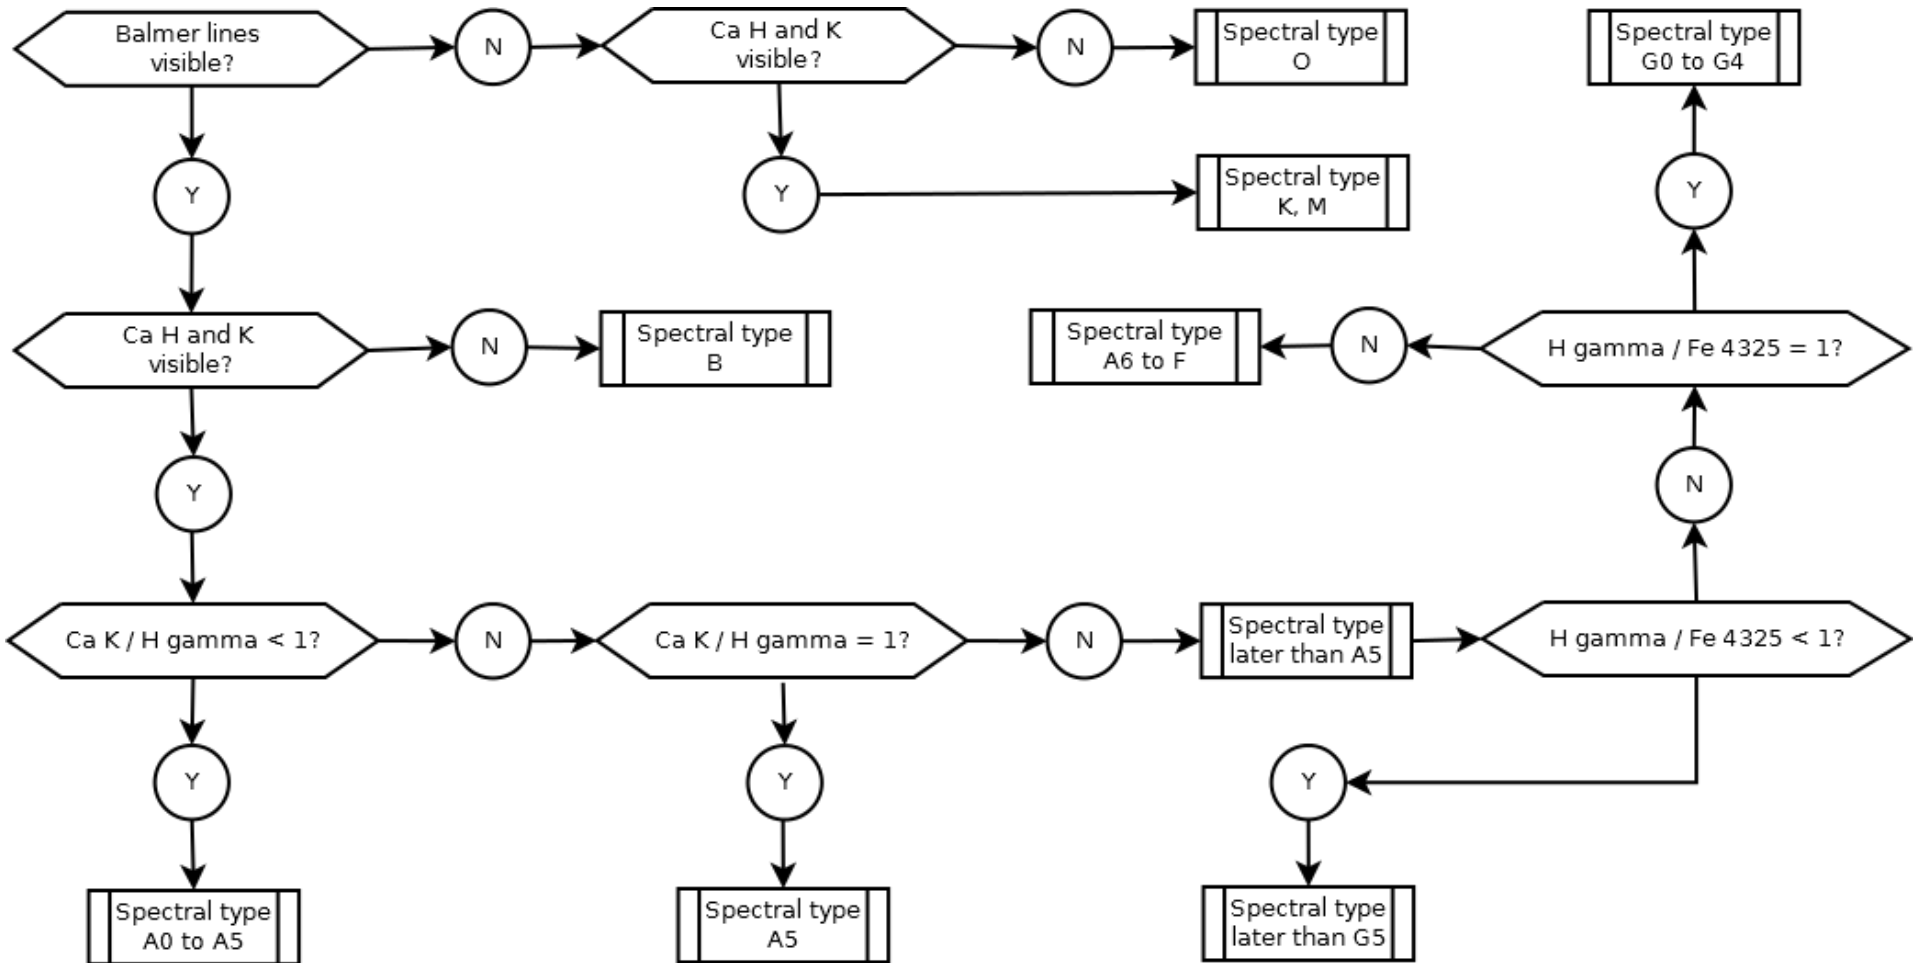 Balmer lines
visible?
N
Ca H and K
visible?
N
Spectral type
O
Spectral type
G0 to G4
Y
Y
Spectral type
K, M
Y
Ca H and K
visible?
N
Spectral type
B
Spectral type
A6 to F
N
H gamma / Fe 4325 = 1?
Y
N
Ca K / H gamma < 1?
N
Ca K / H gamma = 1?
N
Spectral type
later than A5
H gamma / Fe 4325 < 1?
Y
Y
Y
Spectral type
A0 to A5
Spectral type
A5
Spectral type
later than G5